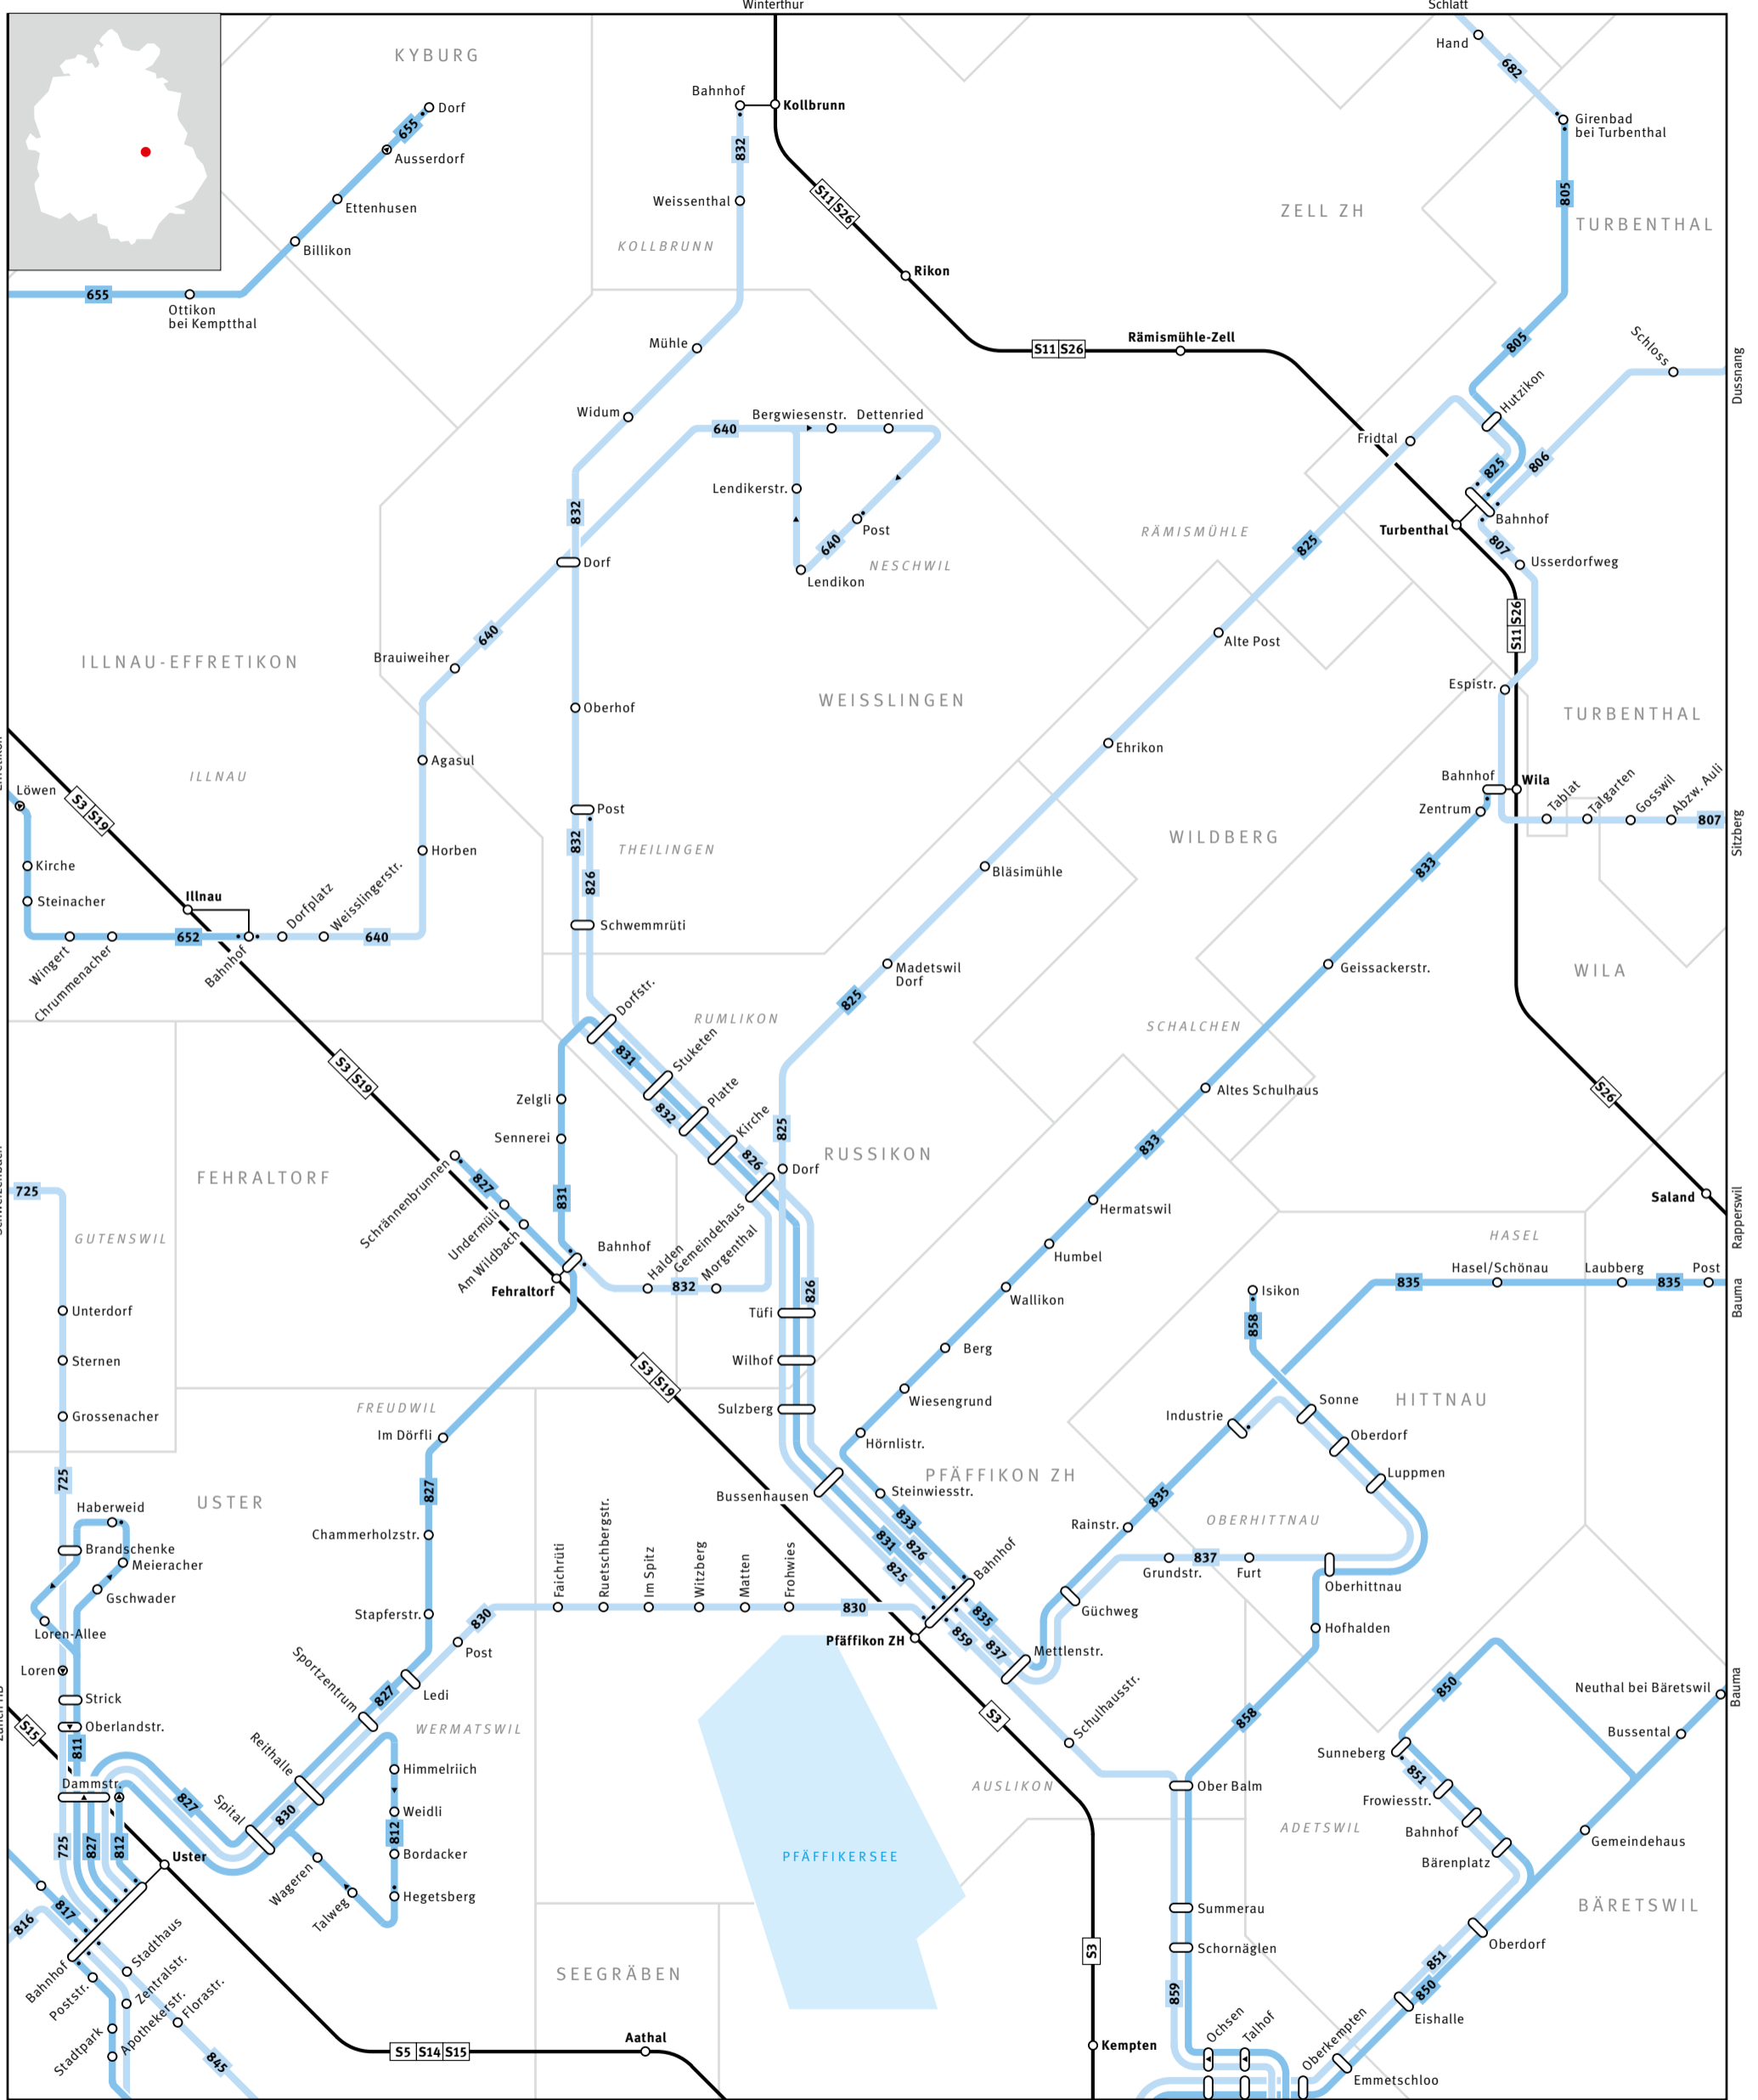 Winterthur
Schlatt
KYBURG
Hand
682
Bahnhof
Kollbrunn
Dorf
655
Girenbad
bei Turbenthal
Ausserdorf
832
805
Weissenthal
S11 S26
Ettenhusen
ZELL ZH
TURBENTHAL
KOLLBRUNN
Billikon
Rikon
655
Ottikon
bei Kemptthal
Mühle
Rämismühle-Zell
S11 S26
805
Schloss
Dussnang
Hutzikon
Widum
640
Bergwiesenstr.
Dettenried
Fridtal
825
806
Lendikerstr.
832
Post
Bahnhof
Turbenthal
RÄMISMÜHLE
640
825
807
Dorf
NESCHWIL
Usserdorfweg
Lendikon
640
S11 S26
Alte Post
Brauiweiher
ILLNAU-EFFRETIKON
Espistr.
WEISSLINGEN
Oberhof
TURBENTHAL
Ehrikon
Agasul
ILLNAU
Bahnhof
Wila
Löwen
S3 S19
Zentrum
Tablat
Talgarten
Gosswil
Abzw. Auli
807
Sitzberg
Post
832
THEILINGEN
WILDBERG
Horben
Kirche
Bläsimühle
833
826
Illnau
Steinacher
Dorfplatz
Weisslingerstr.
Schwemmrüti
652
640
Wingert
Chrummenacher
Bahnhof
Madetswil
Dorf
Geissackerstr.
WILA
825
Dorfstr.
RUMLIKON
SCHALCHEN
831
Stuketen
S3 S19
Zelgli
832
Platte
Altes Schulhaus
S26
Sennerei
Kirche
825
833
826
RUSSIKON
Schrännenbrunnen
Dorf
FEHRALTORF
827
831
725
Undermüli
Hermatswil
Saland
Rapperswil
GUTENSWIL
Am Wildbach
Bahnhof
Halden
Gemeindehaus
Morgenthal
Humbel
HASEL
Fehraltorf
832
826
Wallikon
Isikon
835
Hasel/Schönau
Laubberg
835
Post
Bauma
Unterdorf
Tüfi
858
Sternen
Wilhof
Berg
S3 S19
Wiesengrund
Sonne
HITTNAU
FREUDWIL
Sulzberg
Grossenacher
Industrie
Im Dörfli
Hörnlistr.
Oberdorf
725
827
PFÄFFIKON ZH
Luppmen
USTER
Bussenhausen
Steinwiesstr.
835
Haberweid
833
OBERHITTNAU
Chammerholzstr.
Rainstr.
831
826
Brandschenke
Meieracher
Faichrüti
Ruetschbergstr.
Im Spitz
Witzberg
Matten
Frohwies
825
Bahnhof
837
Grundstr.
Furt
Oberhittnau
Gschwader
Stapferstr.
830
830
835
Güchweg
Loren-Allee
Hofhalden
Pfäffikon ZH
859
837
Mettlenstr.
Post
Loren
Sportzentrum
Ledi
827
Strick
Schulhausstr.
850
Neuthal bei Bäretswil
Bauma
S15
Oberlandstr.
WERMATSWIL
S3
858
Bussental
811
Reithalle
Sunneberg
Himmelriich
851
Dammstr.
827
AUSLIKON
Ober Balm
Frowiesstr.
Spital
830
Weidli
ADETSWIL
812
Bahnhof
Gemeindehaus
725
827
812
Bordacker
PFÄFFIKERSEE
Bärenplatz
Uster
Wageren
Talweg
Hegetsberg
BÄRETSWIL
817
816
Summerau
Stadthaus
Oberdorf
Schornäglen
S3
851
Bahnhof
Zentralstr.
SEEGRÄBEN
859
850
Poststr.
Florastr.
Eishalle
Stadtpark
Apothekerstr.
Aathal
Ochsen
Talhof
Oberkempten
S5 S14 S15
Kempten
845
Emmetschloo